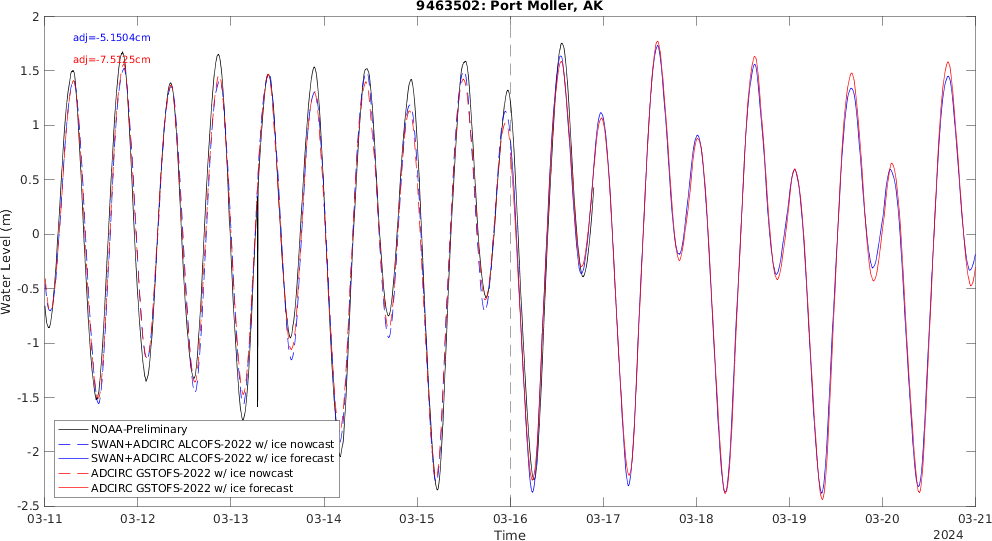 9463502: Port Moller, AK
adj=-5.1504cm
adj=-7.5125cm
2
1.5
1
0.5
0
-0.5
-1
-1.5
-2
-2.5
Water Level (m)
NOAA-Preliminary
SWAN+ADCIRC ALCOFS-2022 w/ ice nowcast
SWAN+ADCIRC ALCOFS-2022 w/ ice forecast
ADCIRC GSTOFS-2022 w/ ice nowcast
ADCIRC GSTOFS-2022 w/ ice forecast
03-11 03-12 03-13 03-14 03-15 03-16 03-17 03-18 03-19 03-20 03-21
Time
2024